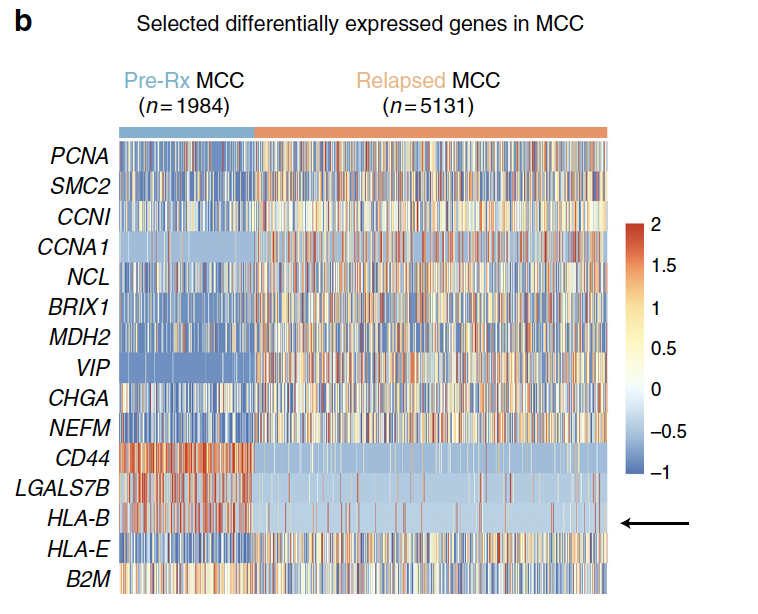 b
Selected differentially expressed genes in MCC
Pre-Rx MCC
(n=1984)
Relapsed MCC
(n=5131)
PCNA
SMC2
CCNI
CCNA1
NCL
BRIX1
MDH2
VIP
CHGA
NEFM
CD44
LGALS7B
HLA-B
HLA-E
B2M
2
1.5
1
0.5
0
−0.5
−1